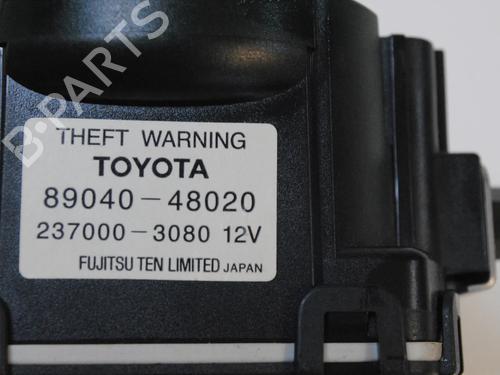 B-PARTS
THEFT WARNING
TOYOTA
89040-48020
237000-3080 12V
FUJITSU TEN LIMITED JAPAN